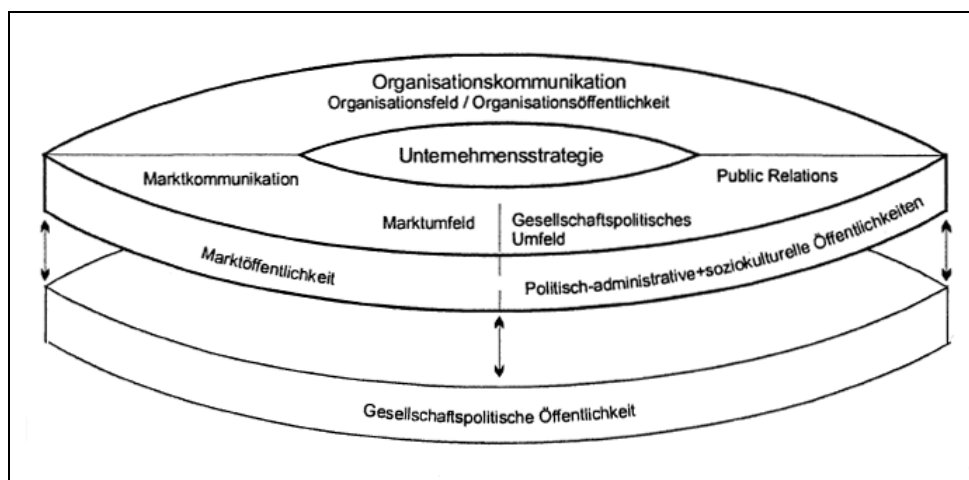 Organisationskommunikation
Organisationsfeld / Organisationsöffentlichkeit
Unternehmensstrategie
Marktkommunikation
Public Relations
Marktumfeld
Gesellschaftspolitisches
Umfeld
Marktöffentlichkeit
Politisch-administrative+soziokulturelle Öffentlichkeiten
Gesellschaftspolitische Öffentlichkeit